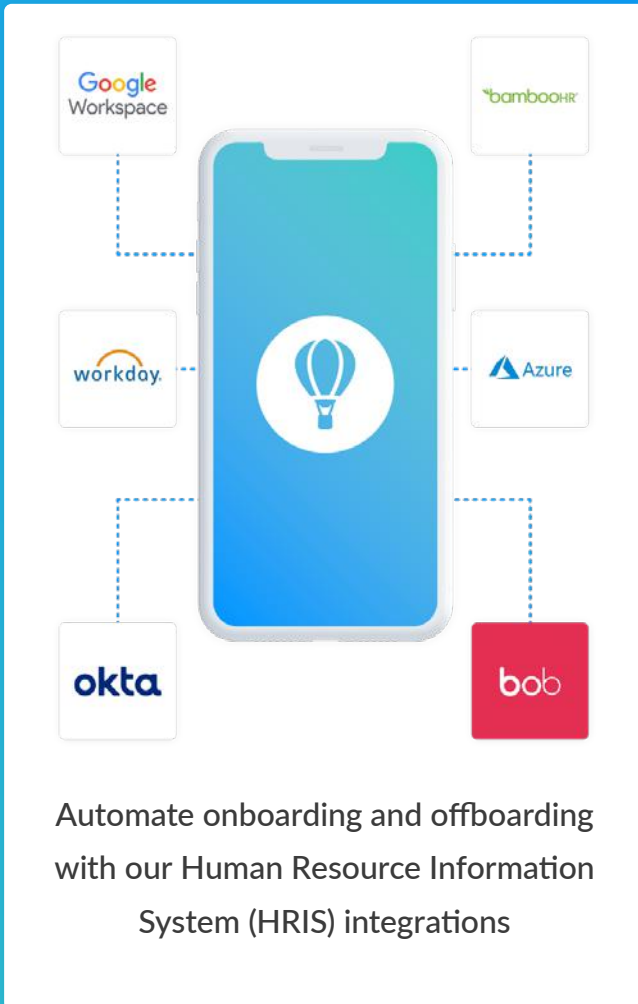 Google
Workspace
bambooHR
workday.
Azure
okta
bob
Automate onboarding and offboarding
with our Human Resource Information
System (HRIS) integrations